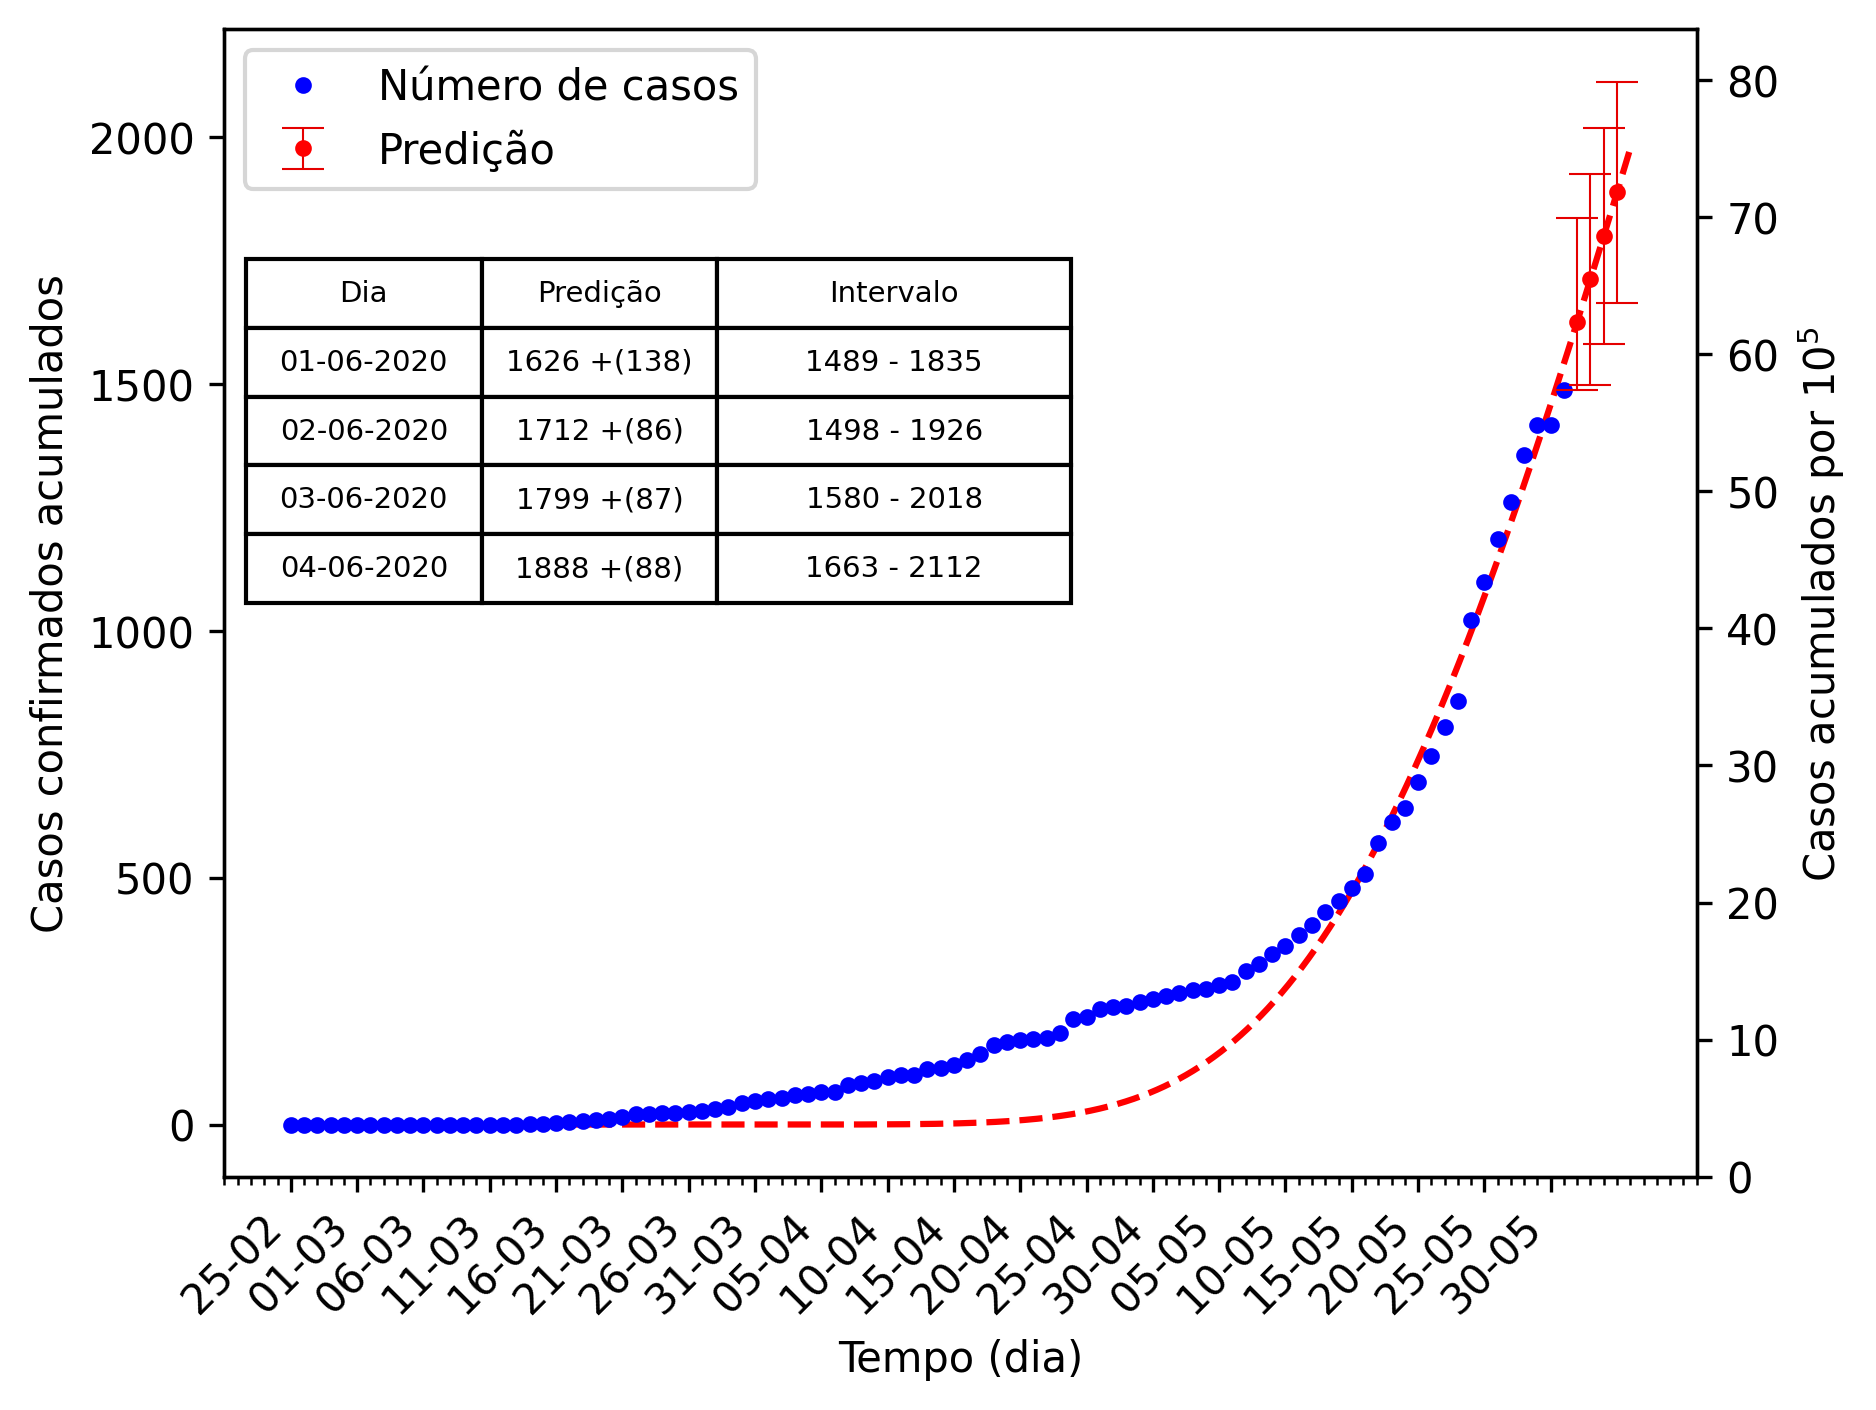 Número de casos
Predição
Dia Predição Intervalo
01-06-2020 1626 +(138) 1489 - 1835
02-06-2020 1712 +(86) 1498 - 1926
03-06-2020 1799 +(87) 1580 - 2018
04-06-2020 1888 +(88) 1663 - 2112
Casos confirmados acumulados
2000
1500
1000
500
0
Casos acumulados por 10⁵
80
70
60
50
40
30
20
10
0
25-02 01-03 06-03 11-03 16-03 21-03 26-03 31-03 05-04 10-04 15-04 20-04 25-04 30-04 05-05 10-05 15-05 20-05 25-05 30-05
Tempo (dia)